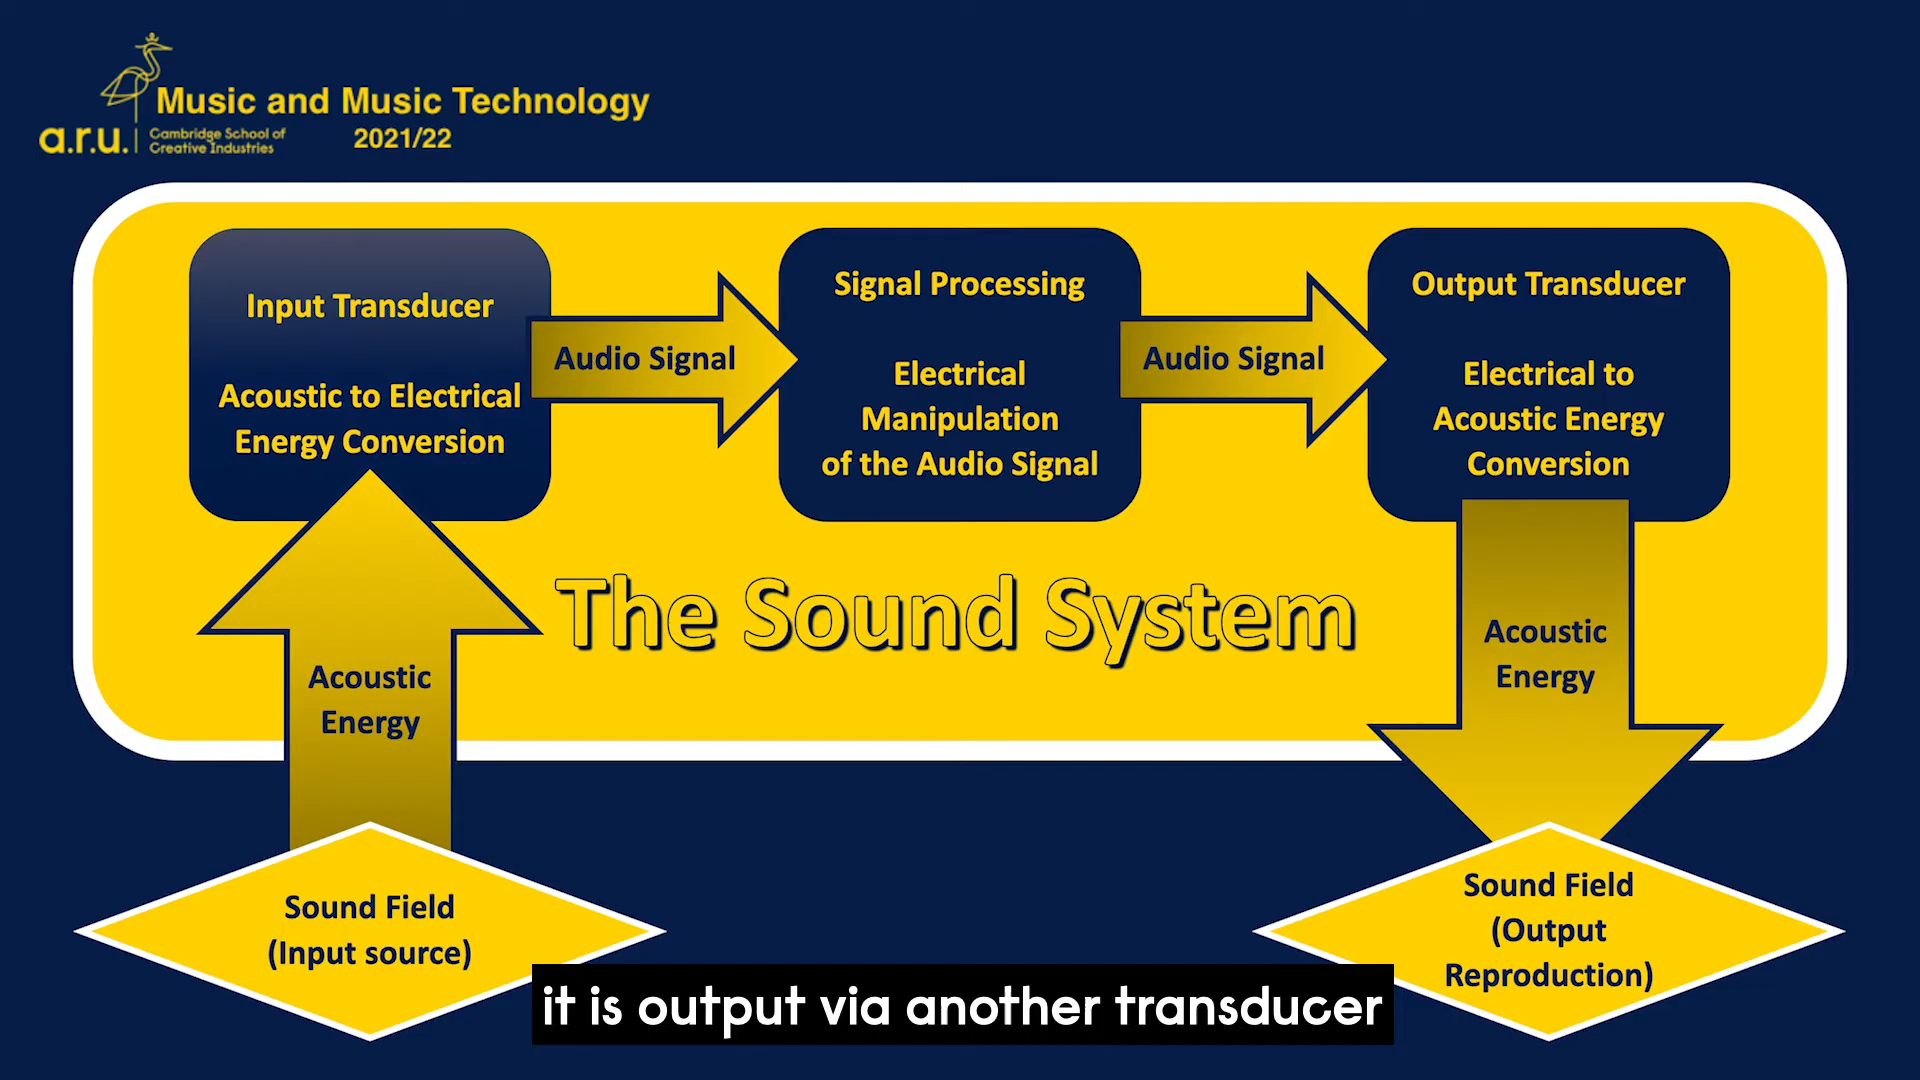 Music and Music Technology
a.r.u.
Cambridge School of
Creative Industries
2021/22
Input Transducer
Acoustic to Electrical
Energy Conversion
Audio Signal
Signal Processing
Electrical
Manipulation
of the Audio Signal
Audio Signal
Output Transducer
Electrical to
Acoustic Energy
Conversion
The Sound System
Acoustic
Energy
Acoustic
Energy
Sound Field
(Input source)
Sound Field
(Output
Reproduction)
it is output via another transducer